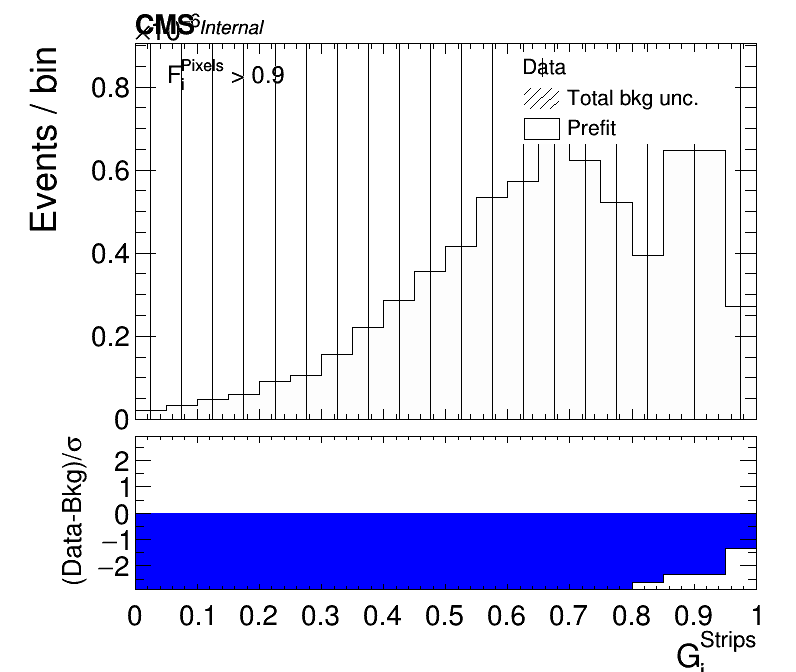 CMS Internal
×10⁻⁶
Events / bin
F_i^Pixels > 0.9
Data
Total bkg unc.
Prefit
0.8
0.6
0.4
0.2
0
(Data-Bkg)/σ
2
1
0
−1
−2
0 0.1 0.2 0.3 0.4 0.5 0.6 0.7 0.8 0.9 1
G_i^Strips